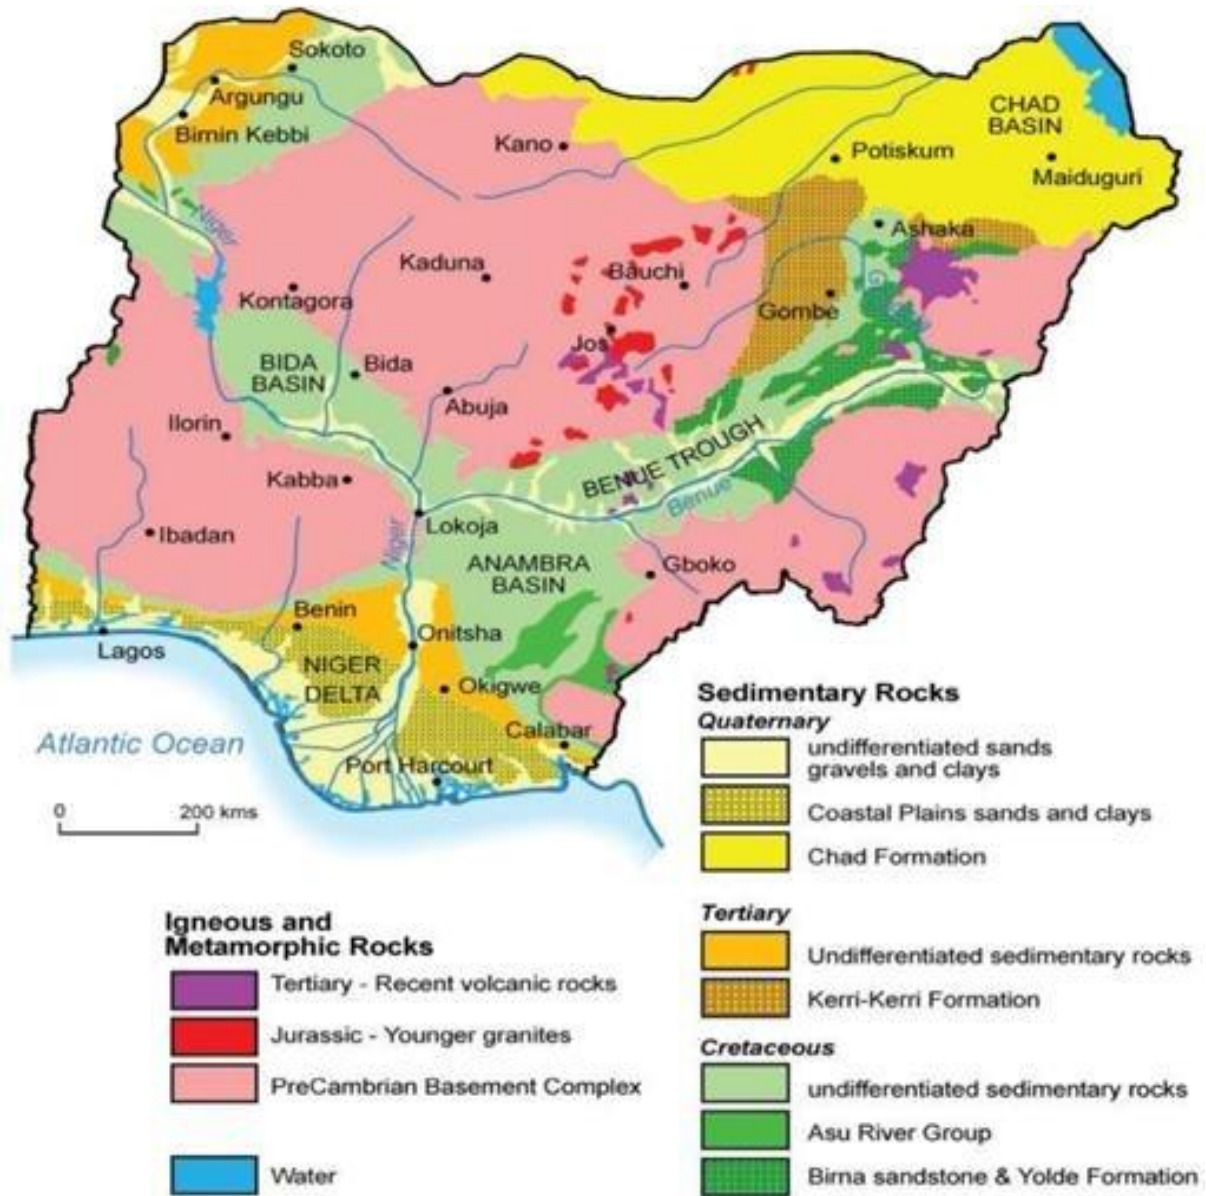 Sokoto
Argungu
Birnin Kebbi
Kano
CHAD
BASIN
Potiskum
Maiduguri
Niger
Ashaka
Kaduna
Bauchi
Kontagora
Gombe
Jos
BIDA
BASIN
Bida
Abuja
Ilorin
Kabba
BENUE TROUGH
Benue
Lokoja
Niger
Ibadan
ANAMBRA
BASIN
Gboko
Benin
Onitsha
Lagos
NIGER
DELTA
Okigwe
Calabar
Atlantic Ocean
Port Harcourt
0 200 kms
Sedimentary Rocks
Quaternary
undifferentiated sands
gravels and clays
Coastal Plains sands and clays
Chad Formation
Tertiary
Undifferentiated sedimentary rocks
Kerri-Kerri Formation
Cretaceous
undifferentiated sedimentary rocks
Asu River Group
Birna sandstone & Yolde Formation
Igneous and
Metamorphic Rocks
Tertiary - Recent volcanic rocks
Jurassic - Younger granites
PreCambrian Basement Complex
Water